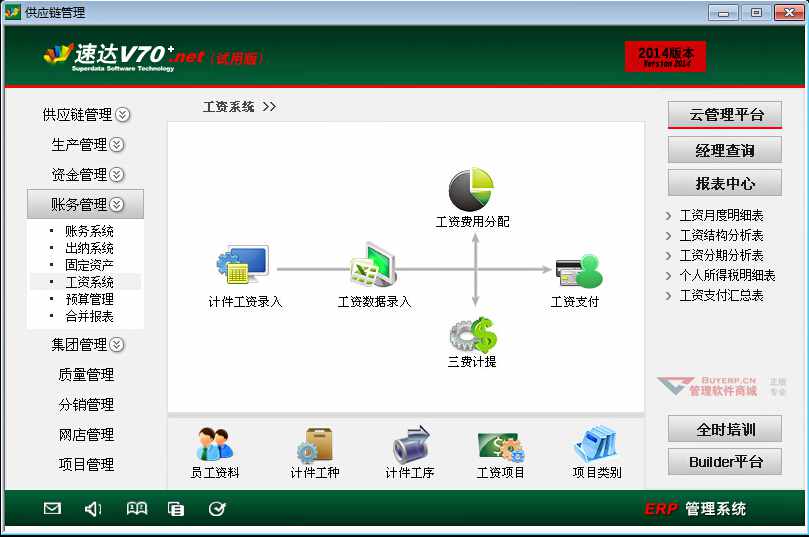 供应链管理
速达V70+.net（试用版）
Superdata Software Technology
2014版本
Version 2014
供应链管理
生产管理
资金管理
账务管理
账务系统
出纳系统
固定资产
工资系统
预算管理
合并报表
集团管理
质量管理
分销管理
网店管理
项目管理
工资系统 >>
工资费用分配
计件工资录入
工资数据录入
工资支付
三费计提
员工资料
计件工种
计件工序
工资项目
项目类别
云管理平台
经理查询
报表中心
工资月度明细表
工资结构分析表
工资分期分析表
个人所得税明细表
工资支付汇总表
BUYERP.CN
管理软件商城
正版
专业
全时培训
Builder平台
ERP 管理系统